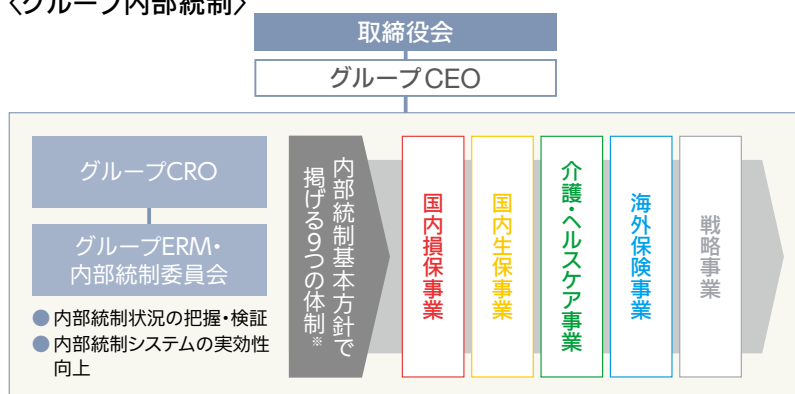 〈グループ内部統制〉
取締役会
グループCEO
グループCRO
グループERM・
内部統制委員会
●内部統制状況の把握・検証
●内部統制システムの実効性
向上
内部統制基本方針で
掲げる9つの体制※
国内損保事業
国内生保事業
介護・ヘルスケア事業
海外保険事業
戦略事業